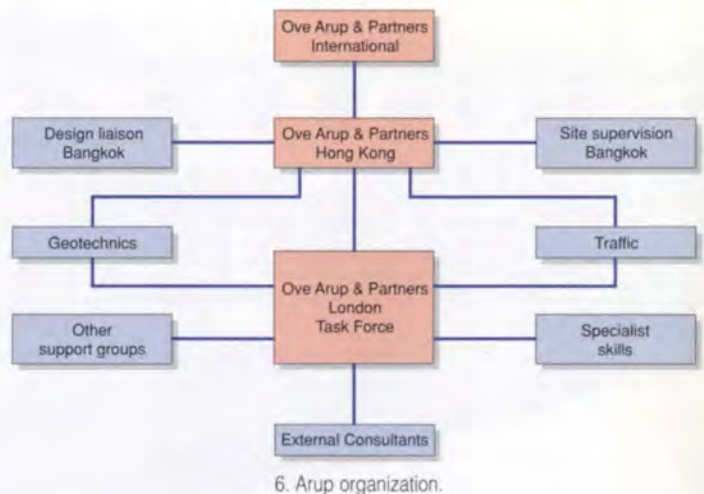 Ove Arup & Partners
International
Design liaison
Bangkok
Ove Arup & Partners
Hong Kong
Site supervision
Bangkok
Geotechnics
Traffic
Ove Arup & Partners
London
Task Force
Other
support groups
Specialist
skills
External Consultants
6. Arup organization.